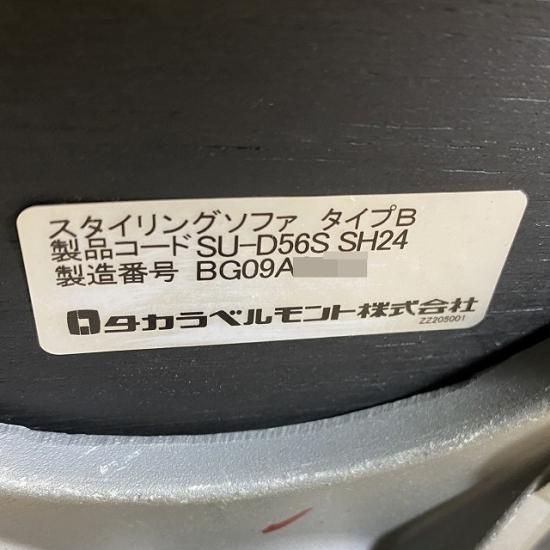 スタイリングソファ タイプB
製品コード SU-D56S SH24
製造番号 BG09A
タカラベルモント株式会社
ZZ205001